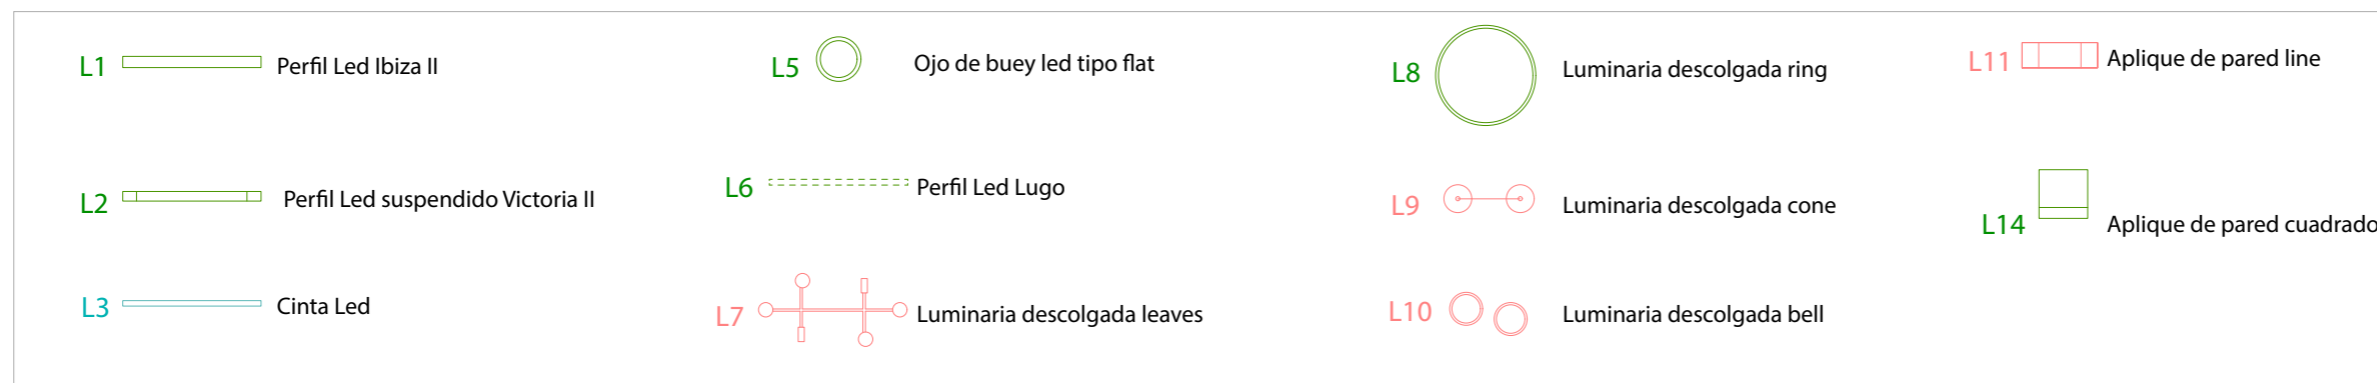 L1 Perfil Led Ibiza II
L2 Perfil Led suspendido Victoria II
L3 Cinta Led
L5 Ojo de buey led tipo flat
L6 Perfil Led Lugo
L7 Luminaria descolgada leaves
L8 Luminaria descolgada ring
L9 Luminaria descolgada cone
L10 Luminaria descolgada bell
L11 Aplique de pared line
L14 Aplique de pared cuadrado